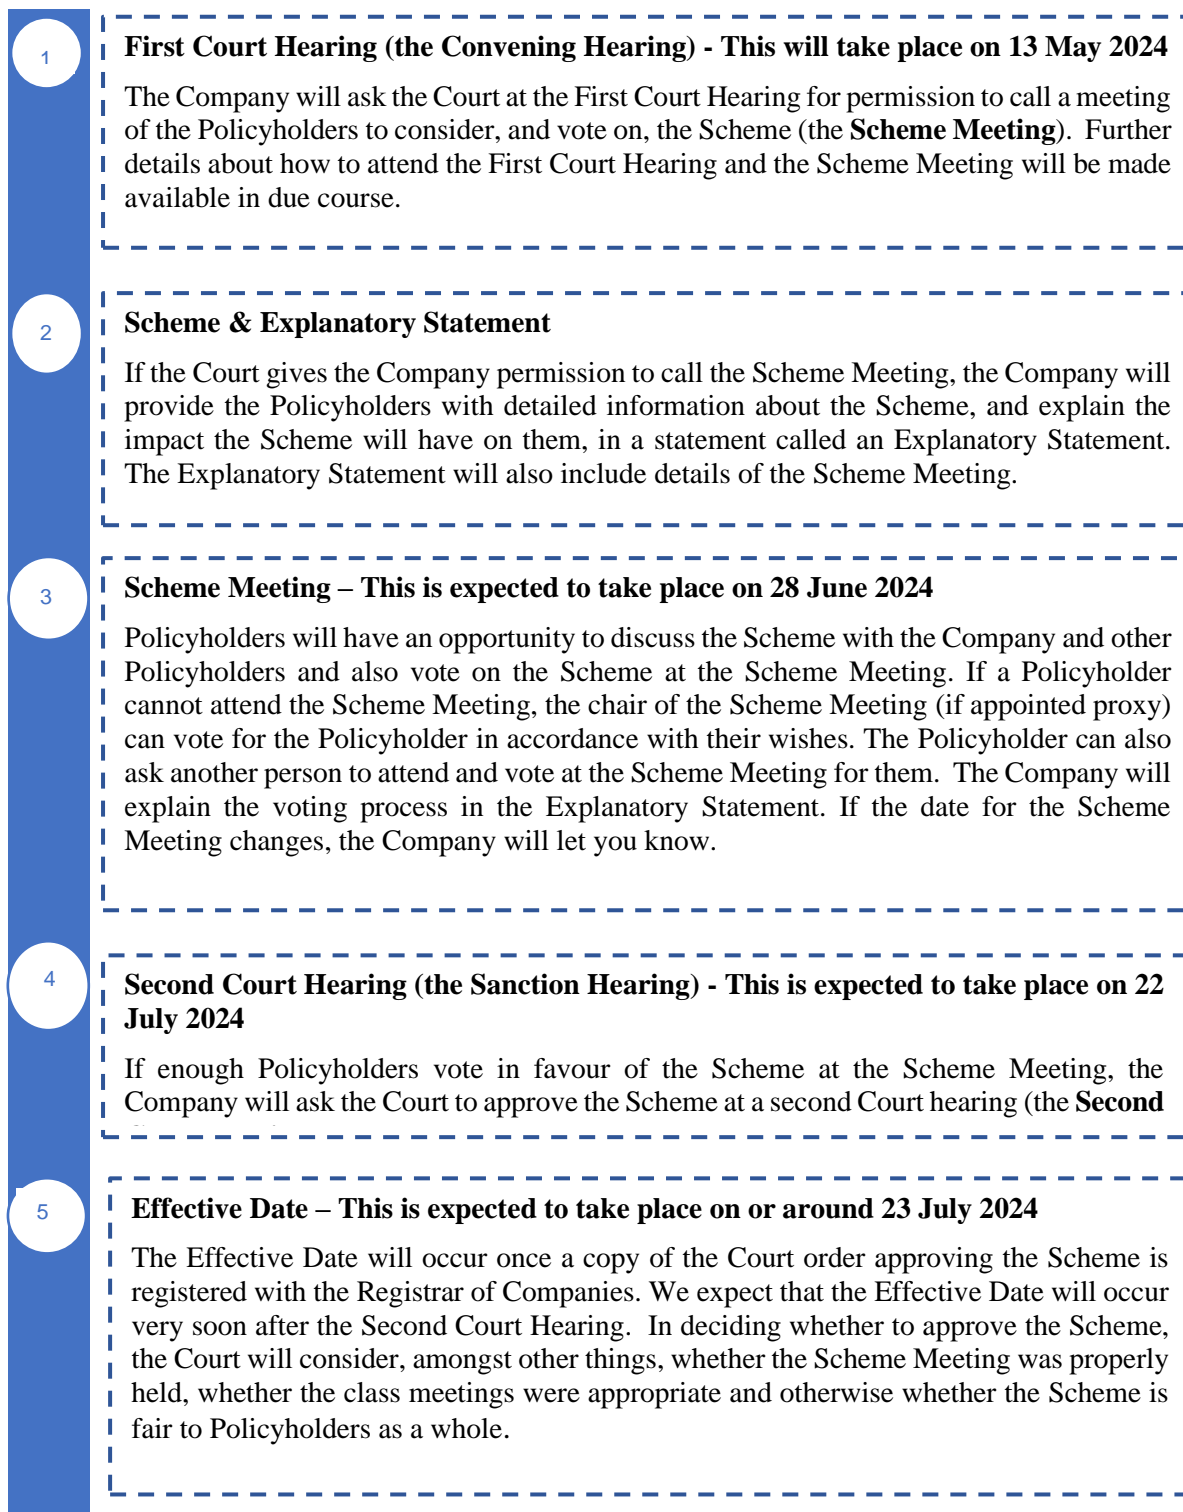 1
First Court Hearing (the Convening Hearing) - This will take place on 13 May 2024
The Company will ask the Court at the First Court Hearing for permission to call a meeting
of the Policyholders to consider, and vote on, the Scheme (the Scheme Meeting). Further
details about how to attend the First Court Hearing and the Scheme Meeting will be made
available in due course.
2
Scheme & Explanatory Statement
If the Court gives the Company permission to call the Scheme Meeting, the Company will
provide the Policyholders with detailed information about the Scheme, and explain the
impact the Scheme will have on them, in a statement called an Explanatory Statement.
The Explanatory Statement will also include details of the Scheme Meeting.
3
Scheme Meeting – This is expected to take place on 28 June 2024
Policyholders will have an opportunity to discuss the Scheme with the Company and other
Policyholders and also vote on the Scheme at the Scheme Meeting. If a Policyholder
cannot attend the Scheme Meeting, the chair of the Scheme Meeting (if appointed proxy)
can vote for the Policyholder in accordance with their wishes. The Policyholder can also
ask another person to attend and vote at the Scheme Meeting for them. The Company will
explain the voting process in the Explanatory Statement. If the date for the Scheme
Meeting changes, the Company will let you know.
4
Second Court Hearing (the Sanction Hearing) - This is expected to take place on 22
July 2024
If enough Policyholders vote in favour of the Scheme at the Scheme Meeting, the
Company will ask the Court to approve the Scheme at a second Court hearing (the Second
5
Effective Date – This is expected to take place on or around 23 July 2024
The Effective Date will occur once a copy of the Court order approving the Scheme is
registered with the Registrar of Companies. We expect that the Effective Date will occur
very soon after the Second Court Hearing. In deciding whether to approve the Scheme,
the Court will consider, amongst other things, whether the Scheme Meeting was properly
held, whether the class meetings were appropriate and otherwise whether the Scheme is
fair to Policyholders as a whole.